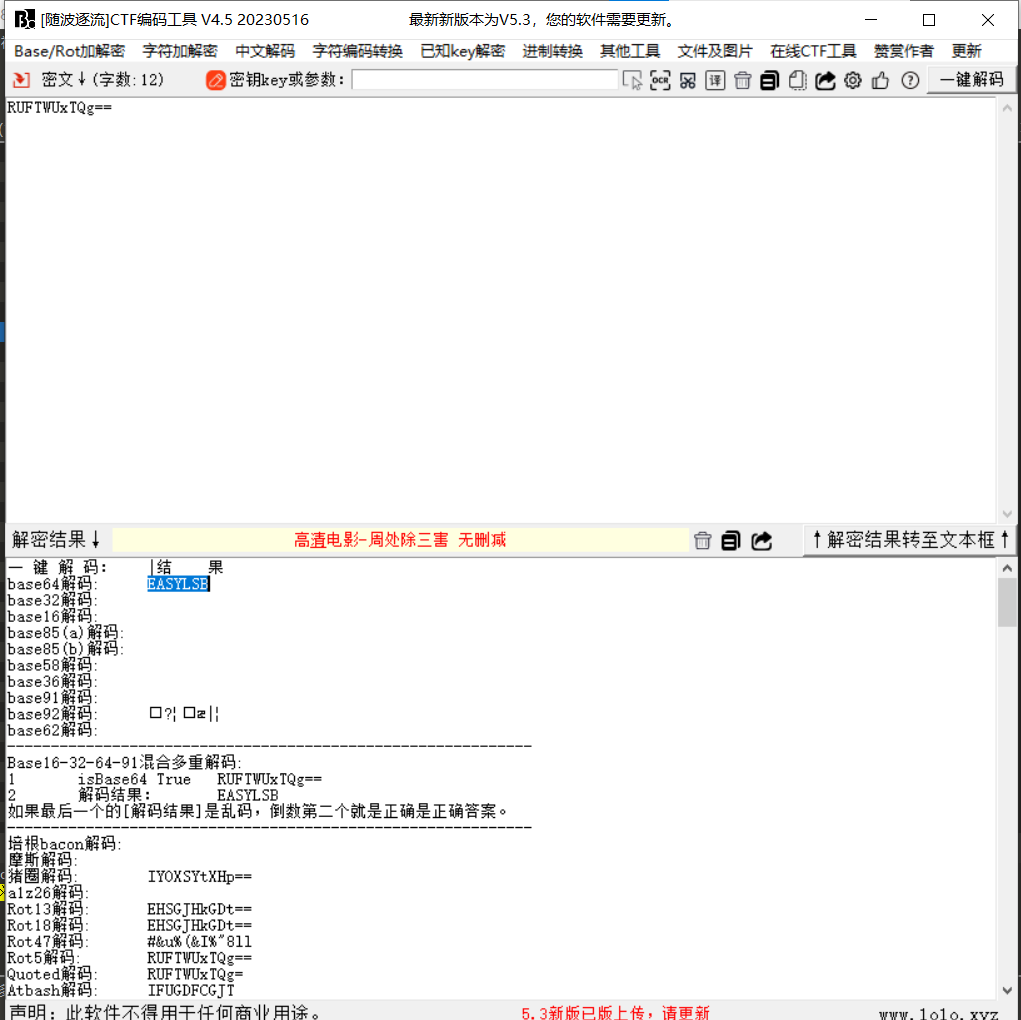 [随波逐流]CTF编码工具 V4.5 20230516 最新新版本为V5.3，您的软件需要更新。
Base/Rot加解密 字符加解密 中文解码 字符编码转换 已知key解密 进制转换 其他工具 文件及图片 在线CTF工具 赞赏作者 更新
密文↓(字数:12) 密钥key或参数: OCR 译 一键解码
RUFTWUxTQg==
解密结果↓ 高清电影-周处除三害 无删减 ↑解密结果转至文本框↑
一 键 解 码: |结 果
base64解码: EASYLSB
base32解码:
base16解码:
base85(a)解码:
base85(b)解码:
base58解码:
base36解码:
base91解码:
base92解码: □?¦ □æ|¦
base62解码:
------------------------------------------------------------
Base16-32-64-91混合多重解码:
1 isBase64 True RUFTWUxTQg==
2 解码结果: EASYLSB
如果最后一个的[解码结果]是乱码，倒数第二个就是正确是正确答案。
------------------------------------------------------------
培根bacon解码:
摩斯解码:
猪圈解码: IYOXSYtXHp==
a1z26解码:
Rot13解码: EHSGJHkGDt==
Rot18解码: EHSGJHkGDt==
Rot47解码: #&u%(&I%"8ll
Rot5解码: RUFTWUxTQg==
Quoted解码: RUFTWUxTQg=
Atbash解码: IFUGDFCGJT
声明: 此软件不得用于任何商业用途。 5.3新版已版上传，请更新 www.1o1o.xyz